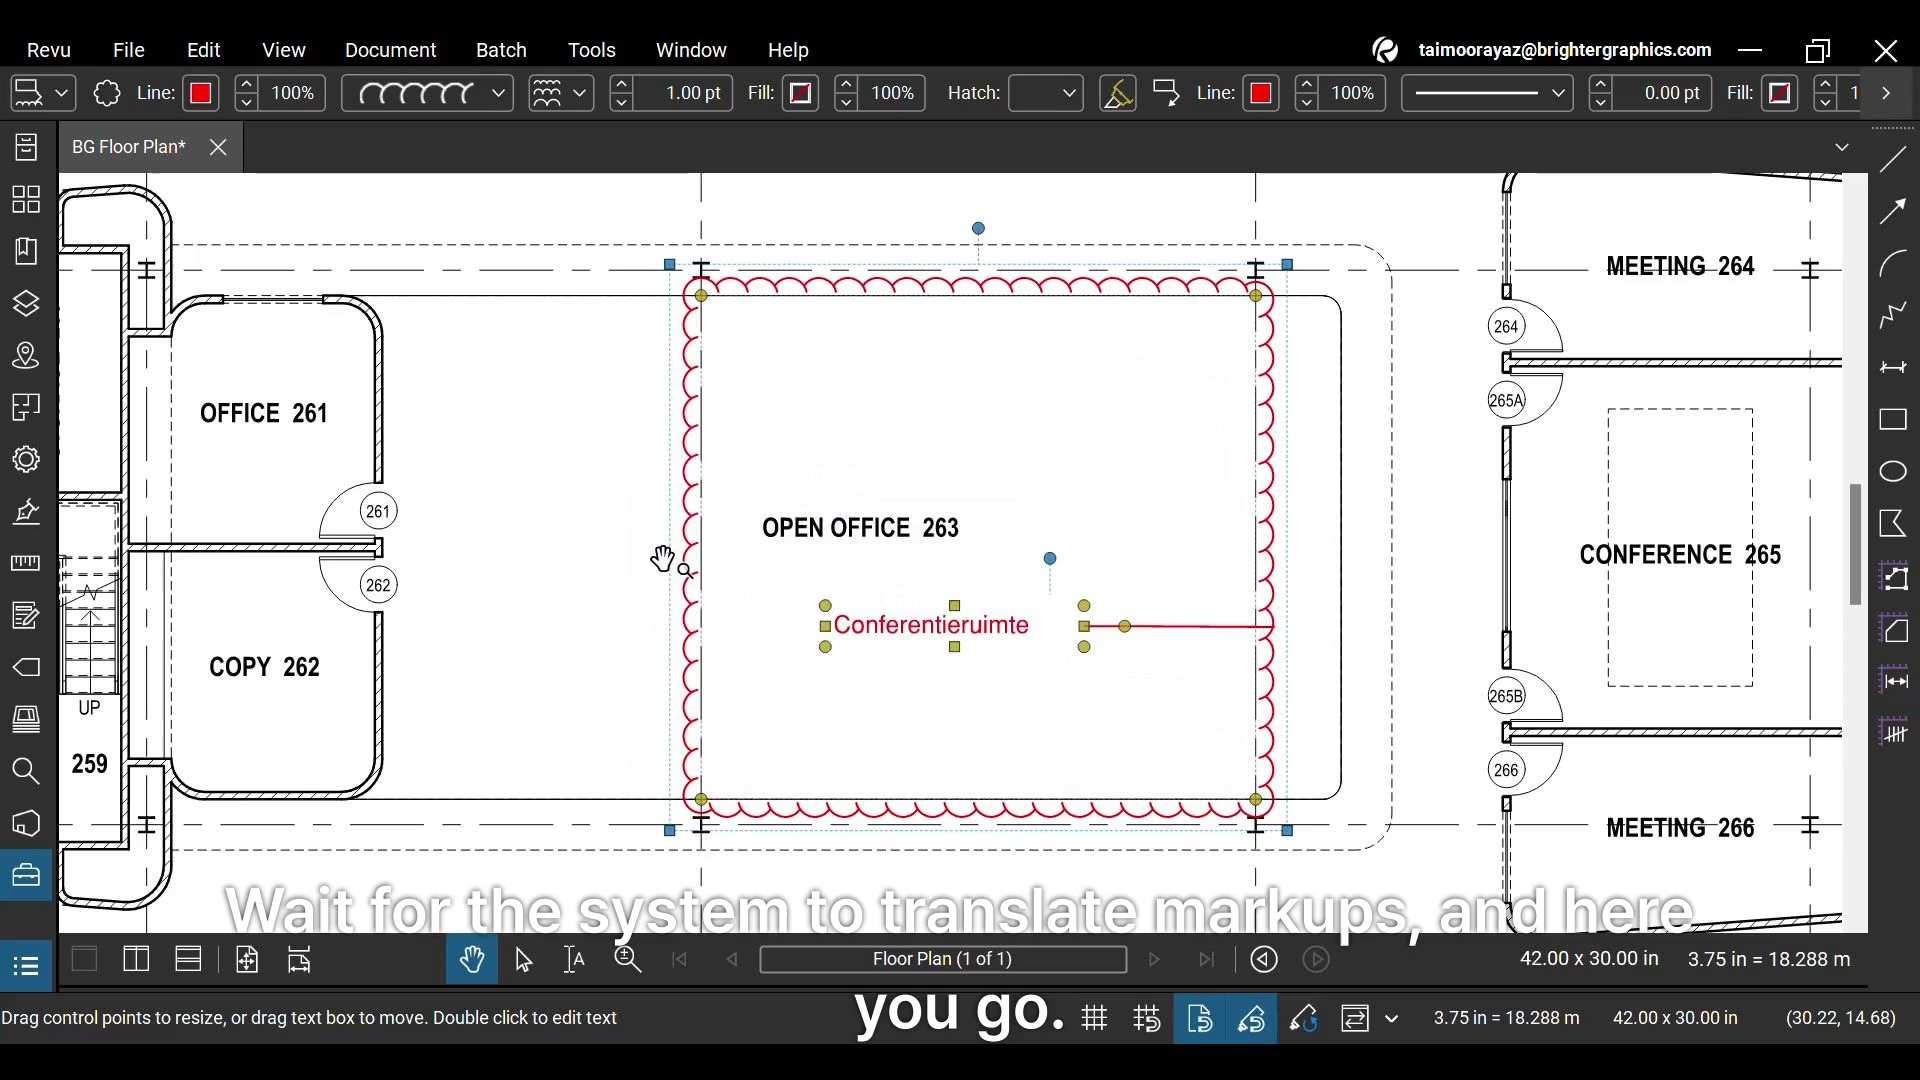 Revu File Edit View Document Batch Tools Window Help taimoorayaz@brightergraphics.com
Line: 100% 1.00 pt Fill: 100% Hatch: Line: 100% 0.00 pt Fill: 1
BG Floor Plan*
MEETING 264
264
265A
OFFICE 261
261
OPEN OFFICE 263
CONFERENCE 265
262
Conferentieruimte
COPY 262
265B
UP
259
266
MEETING 266
Wait for the system to translate markups, and here
you go.
Floor Plan (1 of 1) 42.00 x 30.00 in 3.75 in = 18.288 m
Drag control points to resize, or drag text box to move. Double click to edit text 3.75 in = 18.288 m 42.00 x 30.00 in (30.22, 14.68)